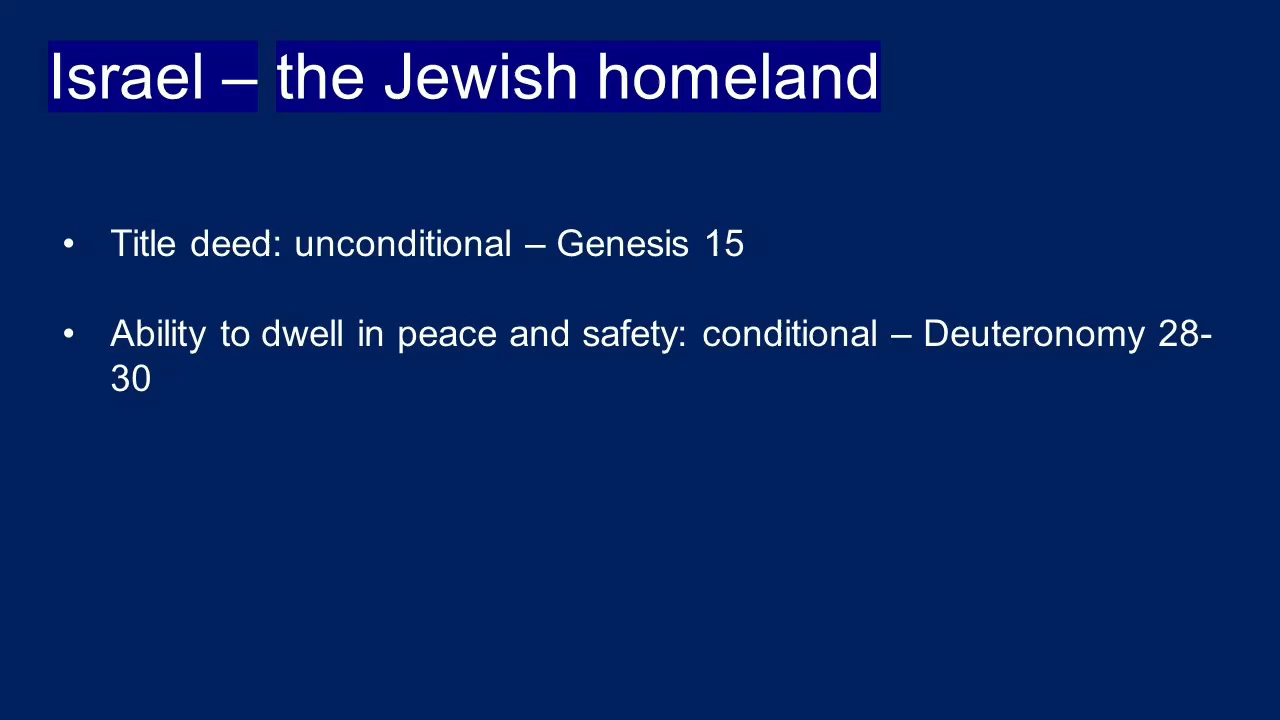 Israel – the Jewish homeland
• Title deed: unconditional – Genesis 15
• Ability to dwell in peace and safety: conditional – Deuteronomy 28-
30